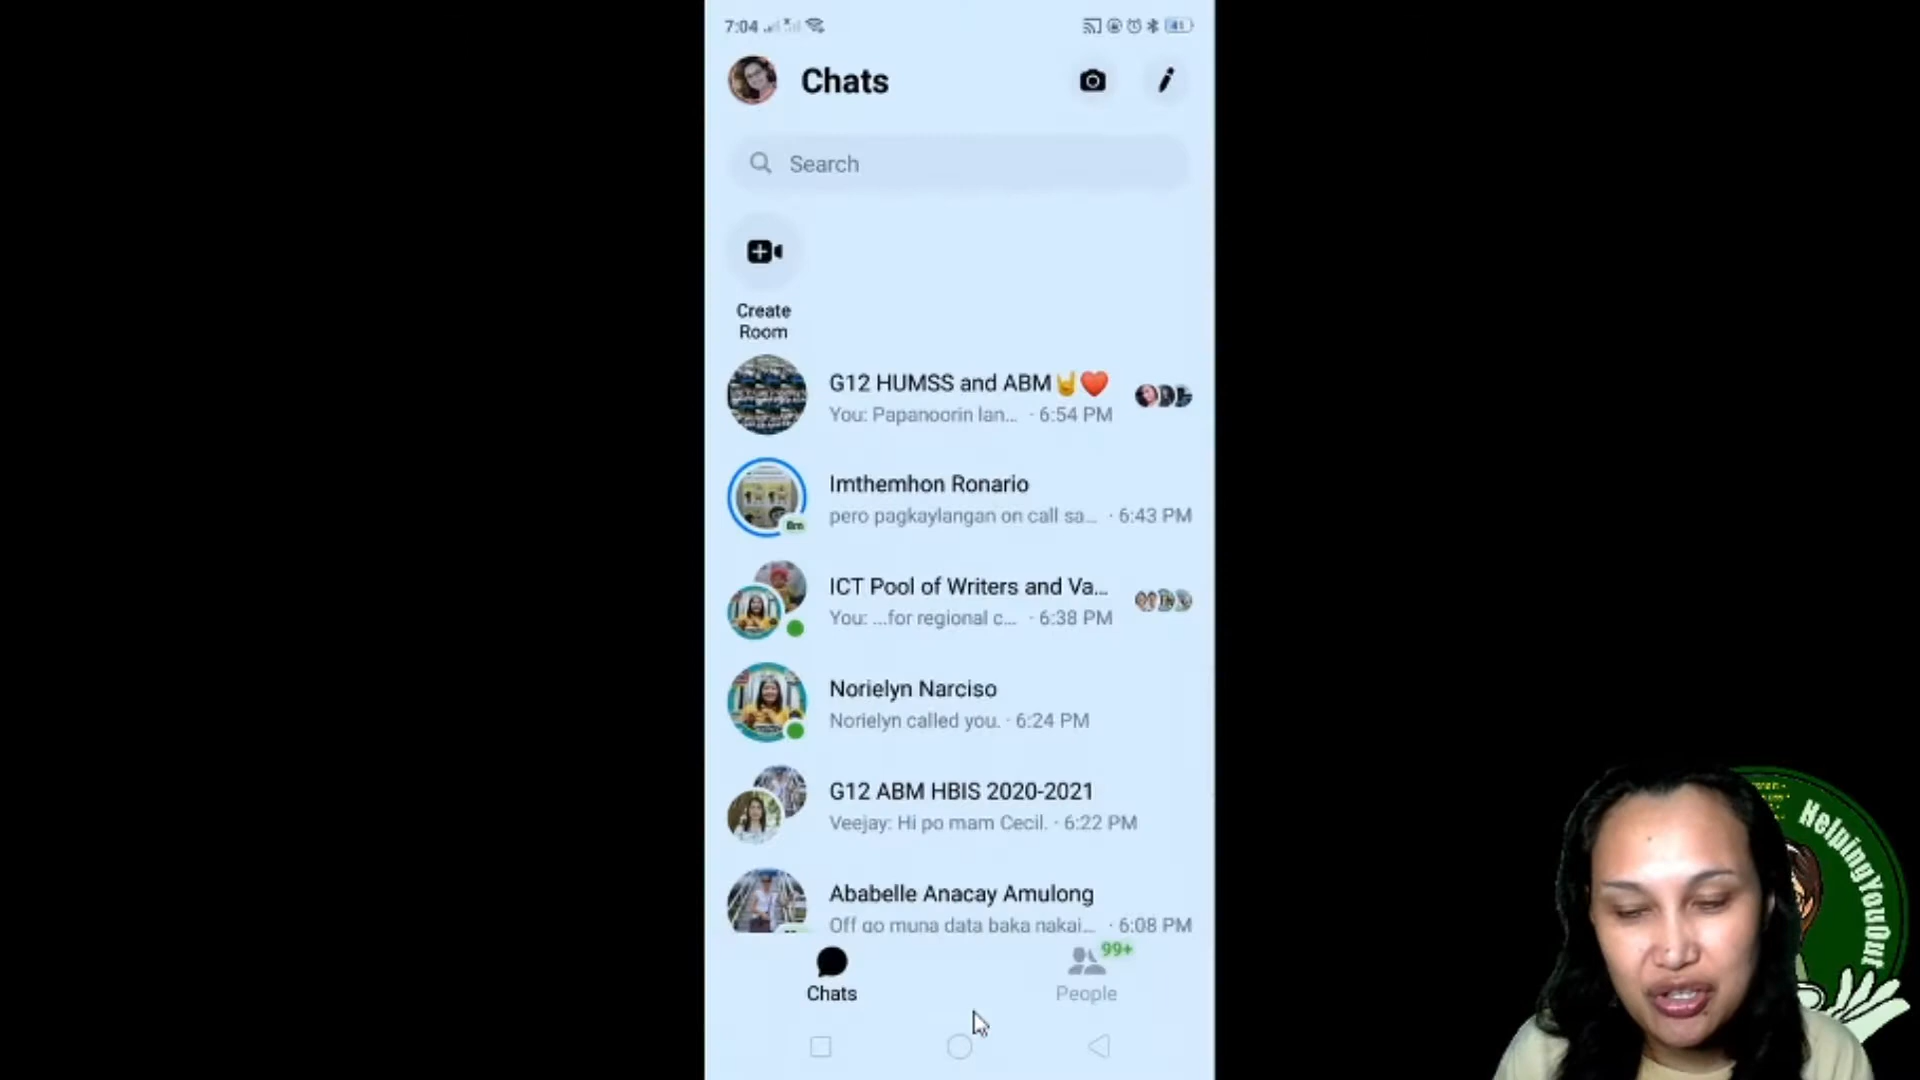 7:04
41
Chats
Search
Create
Room
G12 HUMSS and ABM🤘❤️
You: Papanoorin lan... · 6:54 PM
Imthemhon Ronario
8m
pero pagkaylangan on call sa... · 6:43 PM
ICT Pool of Writers and Va...
You: ...for regional c... · 6:38 PM
Norielyn Narciso
Norielyn called you. · 6:24 PM
G12 ABM HBIS 2020-2021
Veejay: Hi po mam Cecil. · 6:22 PM
Ababelle Anacay Amulong
Off go muna data baka nakai... · 6:08 PM
99+
Chats
People
HelpingYouOut